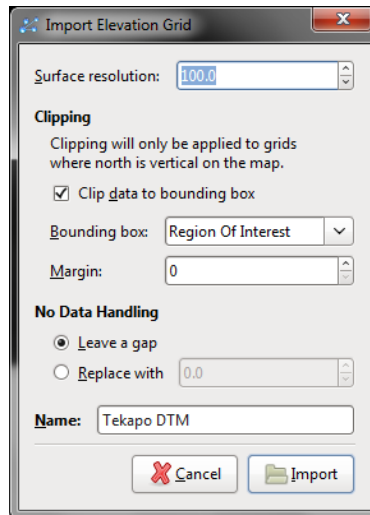 Import Elevation Grid
Surface resolution: 100.0
Clipping
Clipping will only be applied to grids
where north is vertical on the map.
Clip data to bounding box
Bounding box: Region Of Interest
Margin: 0
No Data Handling
Leave a gap
Replace with 0.0
Name: Tekapo DTM
Cancel Import